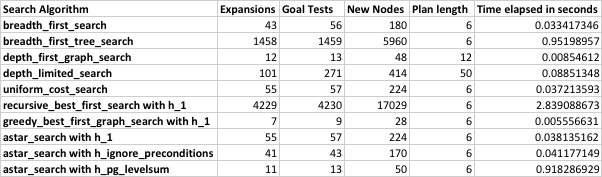 Search Algorithm Expansions Goal Tests New Nodes Plan length Time elapsed in seconds
breadth_first_search 43 56 180 6 0.033417346
breadth_first_tree_search 1458 1459 5960 6 0.95198957
depth_first_graph_search 12 13 48 12 0.00854612
depth_limited_search 101 271 414 50 0.08851348
uniform_cost_search 55 57 224 6 0.037213593
recursive_best_first_search with h_1 4229 4230 17029 6 2.839088673
greedy_best_first_graph_search with h_1 7 9 28 6 0.005556631
astar_search with h_1 55 57 224 6 0.038135162
astar_search with h_ignore_preconditions 41 43 170 6 0.041177149
astar_search with h_pg_levelsum 11 13 50 6 0.918286929